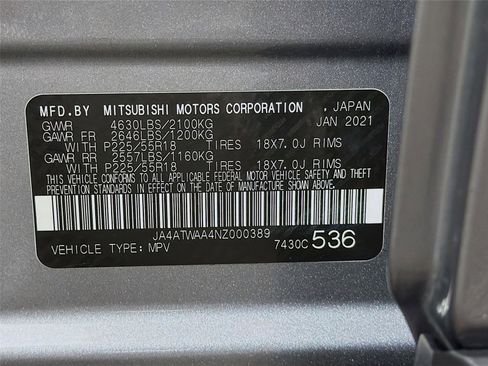 MFD.BY MITSUBISHI MOTORS CORPORATION , JAPAN
GVWR 4630LBS/2100KG JAN 2021
GAWR FR 2646LBS/1200KG
WITH P225/55R18 TIRES 18X7.0J RIMS
GAWR RR 2557LBS/1160KG
WITH P225/55R18 TIRES 18X7.0J RIMS
THIS VEHICLE CONFORMS TO ALL APPLICABLE FEDERAL MOTOR VEHICLE SAFETY AND THEFT
PREVENTION STANDARDS IN EFFECT ON THE DATE OF MANUFACTURE SHOWN ABOVE.
JA4ATWAA4NZ000389
VEHICLE TYPE: MPV 7430C 536